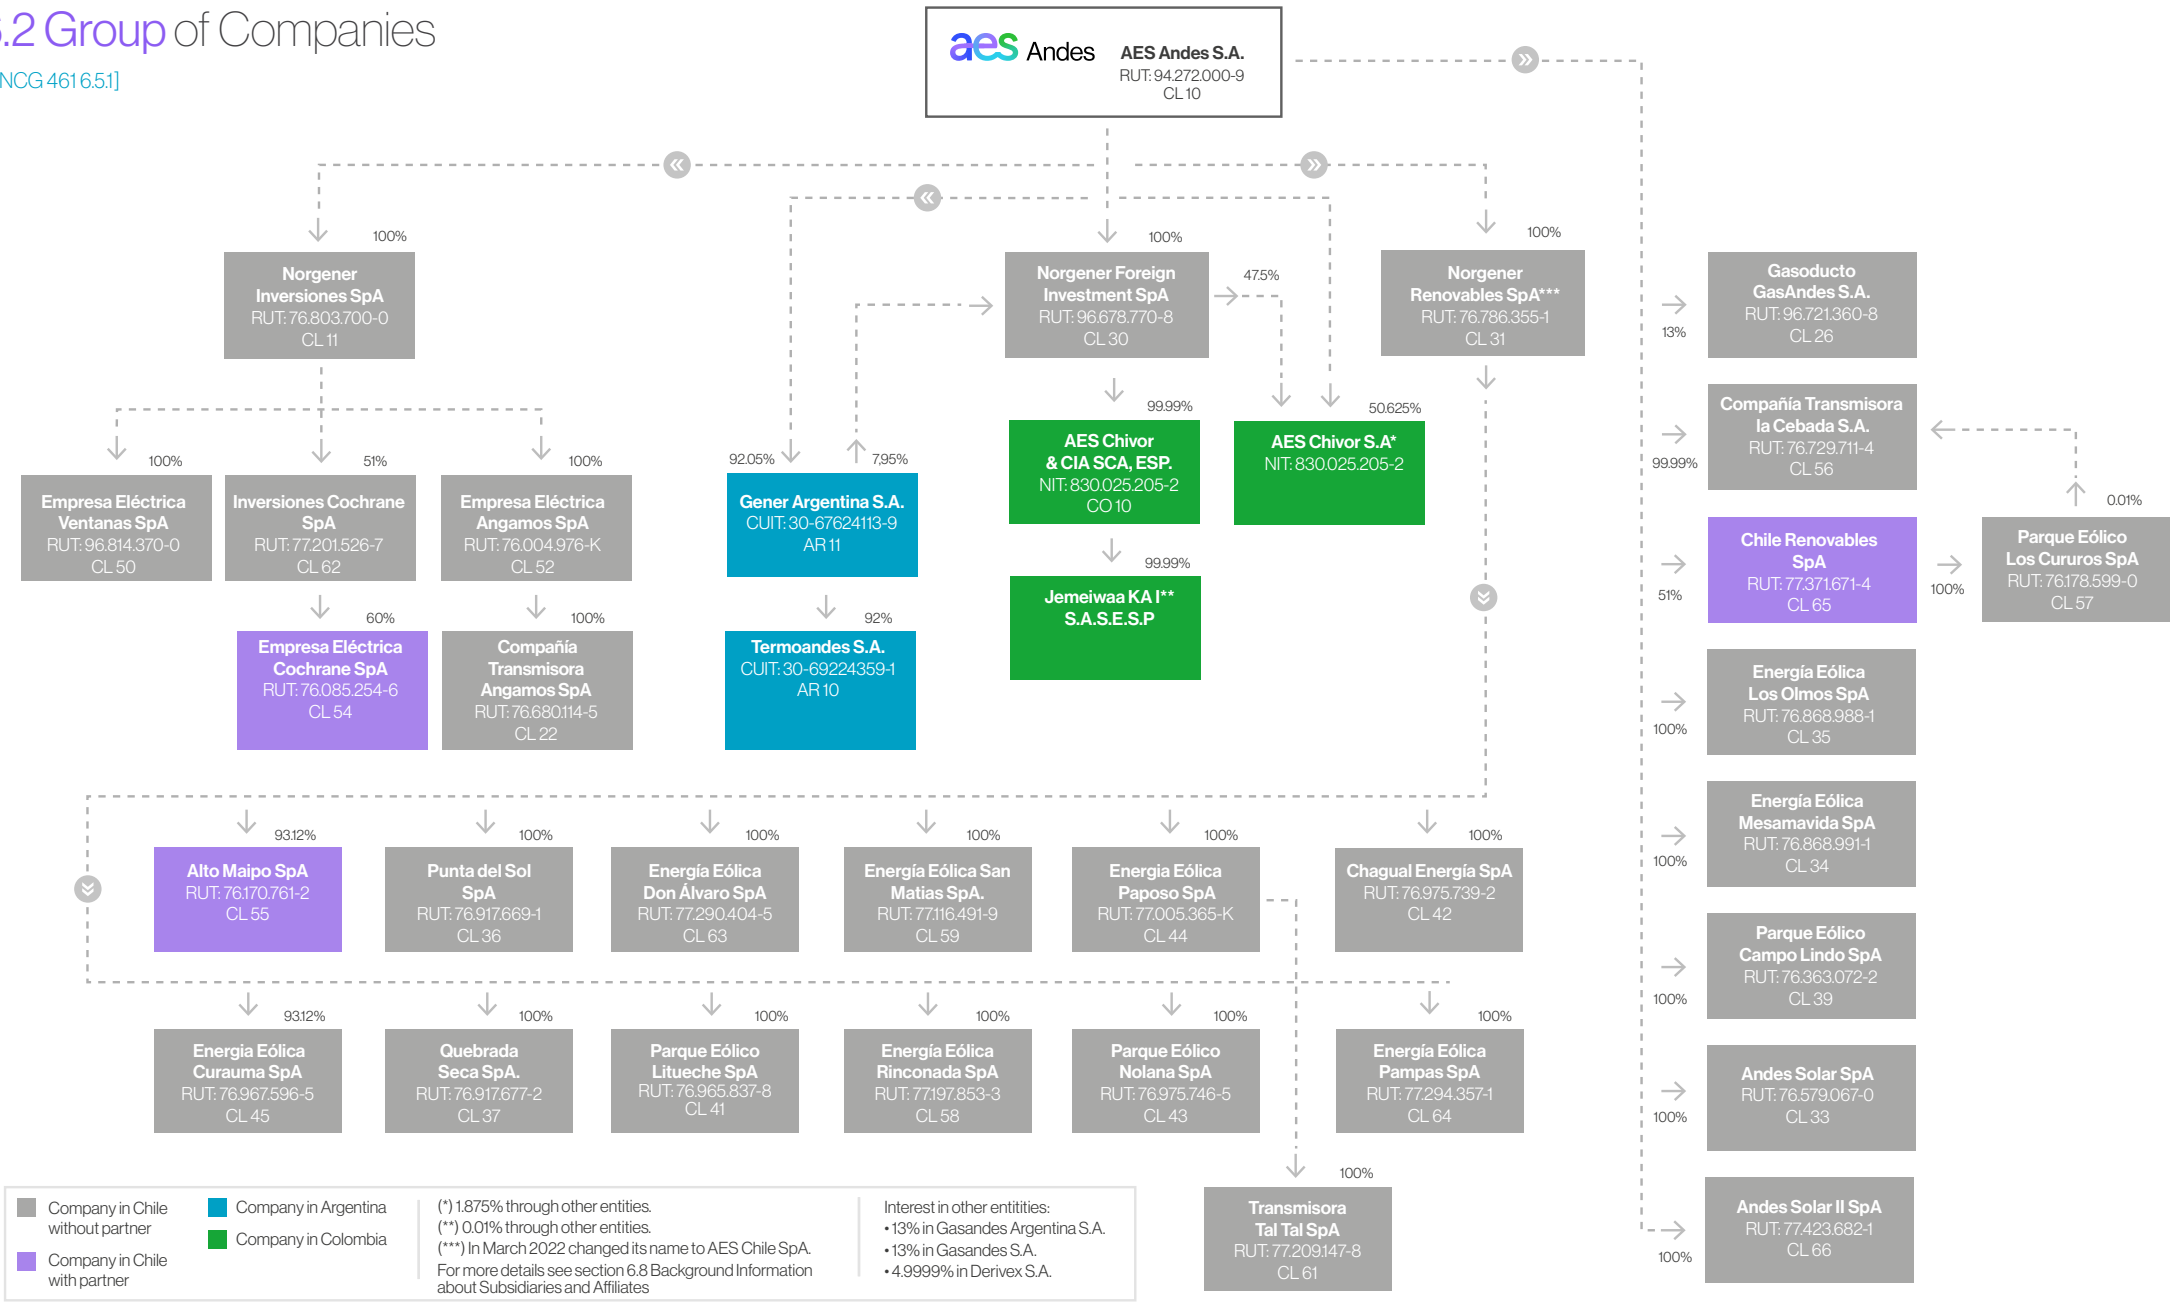 6.2 Group of Companies
NCG 461 6.5.1]
aes Andes
AES Andes S.A.
RUT: 94.272.000-9
CL 10
100%
Norgener
Inversiones SpA
RUT: 76.803.700-0
CL 11
100%
Norgener Foreign
Investment SpA
RUT: 96.678.770-8
CL 30
47.5%
100%
Norgener
Renovables SpA***
RUT: 76.786.355-1
CL 31
100%
Empresa Eléctrica
Ventanas SpA
RUT: 96.814.370-0
CL 50
51%
Inversiones Cochrane
SpA
RUT: 77.201.526-7
CL 62
100%
Empresa Eléctrica
Angamos SpA
RUT: 76.004.976-K
CL 52
60%
Empresa Eléctrica
Cochrane SpA
RUT: 76.085.254-6
CL 54
100%
Compañía
Transmisora
Angamos SpA
RUT: 76.680.114-5
CL 22
92.05%
7,95%
Gener Argentina S.A.
CUIT: 30-67624113-9
AR 11
92%
Termoandes S.A.
CUIT: 30-69224359-1
AR 10
99.99%
AES Chivor
& CIA SCA, ESP.
NIT: 830.025.205-2
CO 10
99.99%
Jemeiwaa KA I**
S.A.S.E.S.P
50.625%
AES Chivor S.A*
NIT: 830.025.205-2
13%
Gasoducto
GasAndes S.A.
RUT: 96.721.360-8
CL 26
99.99%
Compañía Transmisora
la Cebada S.A.
RUT: 76.729.711-4
CL 56
51%
Chile Renovables
SpA
RUT: 77.371.671-4
CL 65
100%
0.01%
Parque Eólico
Los Cururos SpA
RUT: 76.178.599-0
CL 57
100%
Energía Eólica
Los Olmos SpA
RUT: 76.868.988-1
CL 35
100%
Energía Eólica
Mesamavida SpA
RUT: 76.868.991-1
CL 34
100%
Parque Eólico
Campo Lindo SpA
RUT: 76.363.072-2
CL 39
100%
Andes Solar SpA
RUT: 76.579.067-0
CL 33
100%
Andes Solar II SpA
RUT: 77.423.682-1
CL 66
93.12%
Alto Maipo SpA
RUT: 76.170.761-2
CL 55
100%
Punta del Sol
SpA
RUT: 76.917.669-1
CL 36
100%
Energía Eólica
Don Álvaro SpA
RUT: 77.290.404-5
CL 63
100%
Energía Eólica San
Matias SpA.
RUT: 77.116.491-9
CL 59
100%
Energia Eólica
Paposo SpA
RUT: 77.005.365-K
CL 44
100%
Chagual Energía SpA
RUT: 76.975.739-2
CL 42
93.12%
Energia Eólica
Curauma SpA
RUT: 76.967.596-5
CL 45
100%
Quebrada
Seca SpA.
RUT: 76.917.677-2
CL 37
100%
Parque Eólico
Litueche SpA
RUT: 76.965.837-8
CL 41
100%
Energía Eólica
Rinconada SpA
RUT: 77.197.853-3
CL 58
100%
Parque Eólico
Nolana SpA
RUT: 76.975.746-5
CL 43
100%
Energía Eólica
Pampas SpA
RUT: 77.294.357-1
CL 64
100%
Transmisora
Tal Tal SpA
RUT: 77.209.147-8
CL 61
Company in Chile
without partner
Company in Chile
with partner
Company in Argentina
Company in Colombia
(*) 1.875% through other entities.
(**) 0.01% through other entities.
(***) In March 2022 changed its name to AES Chile SpA.
For more details see section 6.8 Background Information
about Subsidiaries and Affiliates
Interest in other entitities:
• 13% in Gasandes Argentina S.A.
• 13% in Gasandes S.A.
• 4.9999% in Derivex S.A.